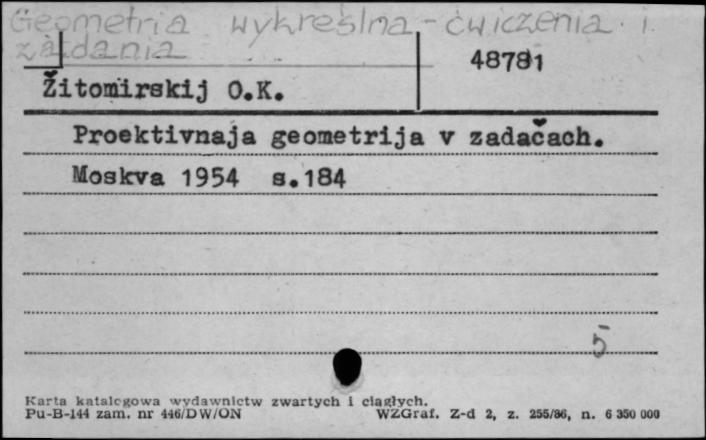 Geometria wykreślna - ćwiczenia i
zadania
48781
Žitomirskij O.K.
Proektivnaja geometrija v zadačach.
Moskva 1954 s.184
5
Karta katalogowa wydawnictw zwartych i ciągłych.
Pu-B-144 zam. nr 446/DW/ON WZGraf. Z-d 2, z. 255/86, n. 6 350 000